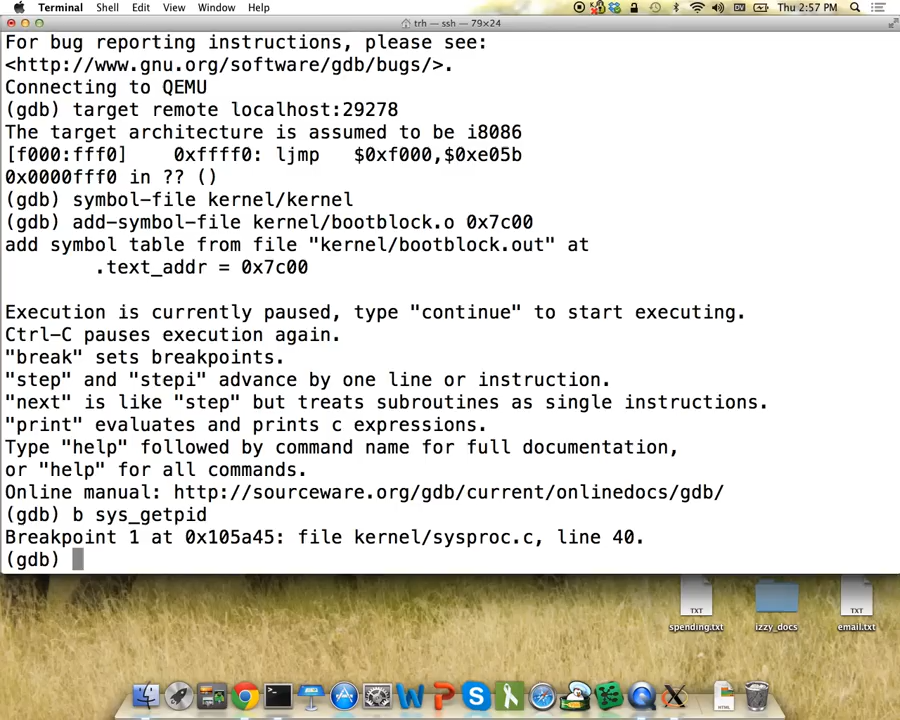 Terminal Shell Edit View Window Help Thu 2:57 PM
trh — ssh — 79×24
For bug reporting instructions, please see:
<http://www.gnu.org/software/gdb/bugs/>.
Connecting to QEMU
(gdb) target remote localhost:29278
The target architecture is assumed to be i8086
[f000:fff0]    0xffff0: ljmp   $0xf000,$0xe05b
0x0000fff0 in ?? ()
(gdb) symbol-file kernel/kernel
(gdb) add-symbol-file kernel/bootblock.o 0x7c00
add symbol table from file "kernel/bootblock.out" at
        .text_addr = 0x7c00
Execution is currently paused, type "continue" to start executing.
Ctrl-C pauses execution again.
"break" sets breakpoints.
"step" and "stepi" advance by one line or instruction.
"next" is like "step" but treats subroutines as single instructions.
"print" evaluates and prints c expressions.
Type "help" followed by command name for full documentation,
or "help" for all commands.
Online manual: http://sourceware.org/gdb/current/onlinedocs/gdb/
(gdb) b sys_getpid
Breakpoint 1 at 0x105a45: file kernel/sysproc.c, line 40.
(gdb)
TXT TXT
spending.txt izzy_docs email.txt
HTML